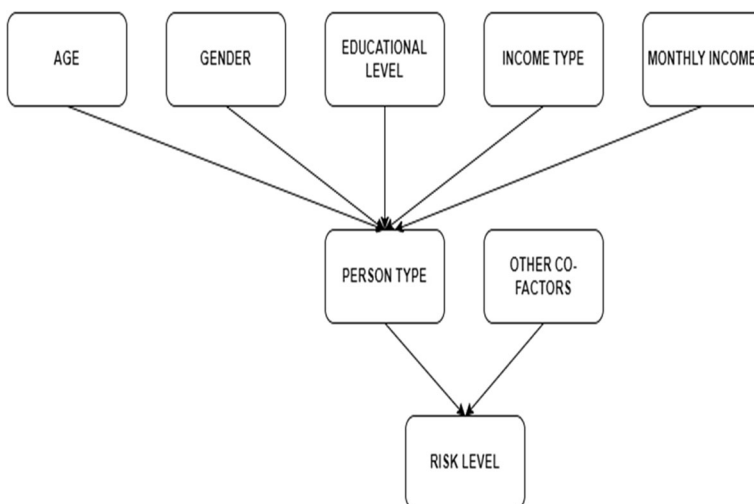 AGE
GENDER
EDUCATIONAL
LEVEL
INCOME TYPE
MONTHLY INCOME
PERSON TYPE
OTHER CO-
FACTORS
RISK LEVEL